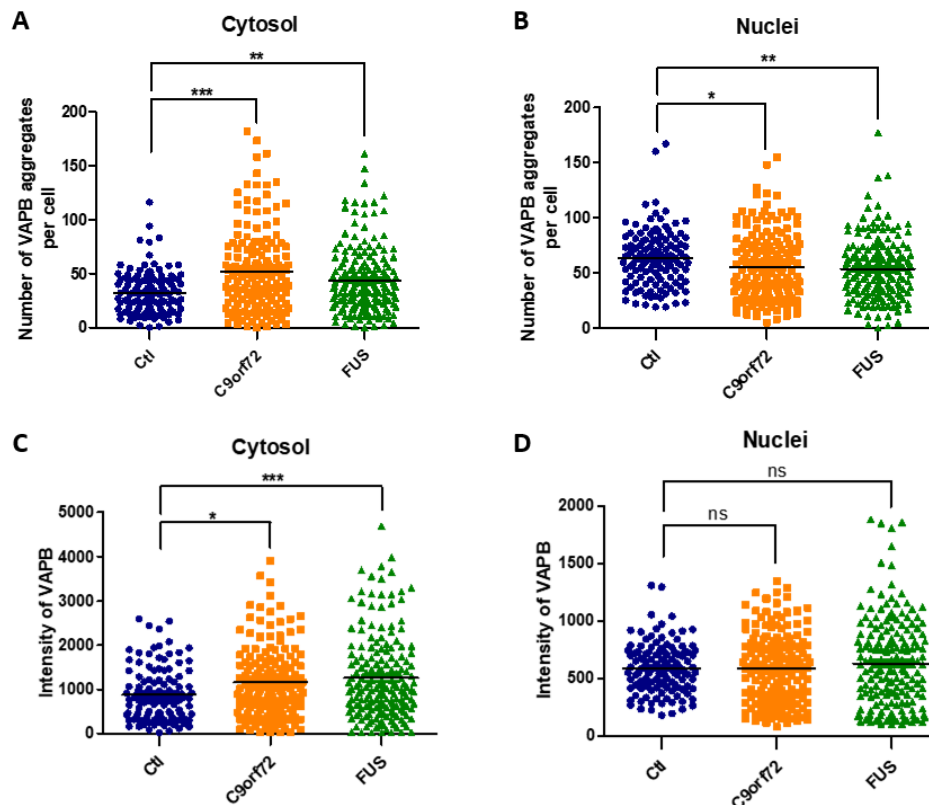 A
Cytosol
**
***
Number of VAPB aggregates
per cell
200
150
100
50
0
Ctl
C9orf72
FUS
B
Nuclei
**
*
Number of VAPB aggregates
per cell
200
150
100
50
0
Ctl
C9orf72
FUS
C
Cytosol
***
*
Intensity of VAPB
5000
4000
3000
2000
1000
0
Ctl
C9orf72
FUS
D
Nuclei
ns
ns
Intensity of VAPB
2000
1500
1000
500
0
Ctl
C9orf72
FUS